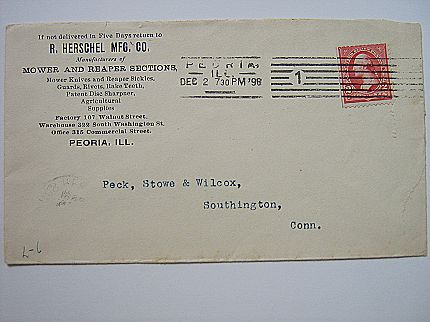 If not delivered in Five Days return to
R. HERSCHEL MFG. CO.
Manufacturers of
MOWER AND REAPER SECTIONS,
Mower Knives and Reaper Sickles,
Guards, Rivets, Rake Teeth,
Patent Disc Sharpener,
Agricultural
Supplies
Factory 107 Walnut Street.
Warehouse 322 South Washington St.
Office 315 Commercial Street.
PEORIA, ILL.
PEORIA,
ILL.
DEC 2 730 PM '98
1
Peck, Stowe & Wilcox,
Southington,
Conn.
L-6